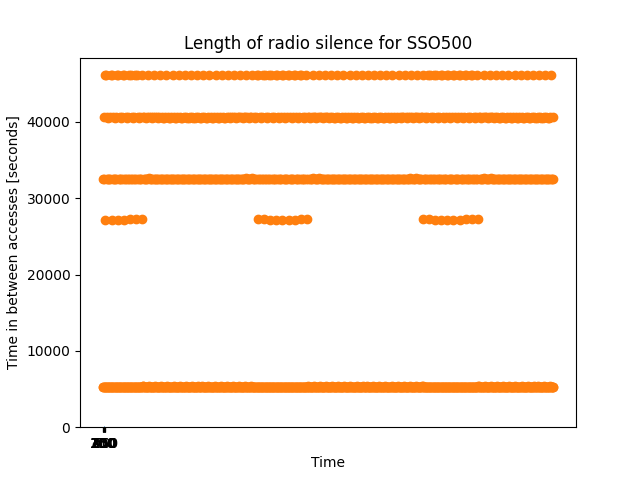 Length of radio silence for SSO500
Time in between accesses [seconds]
40000
30000
20000
10000
0
Time